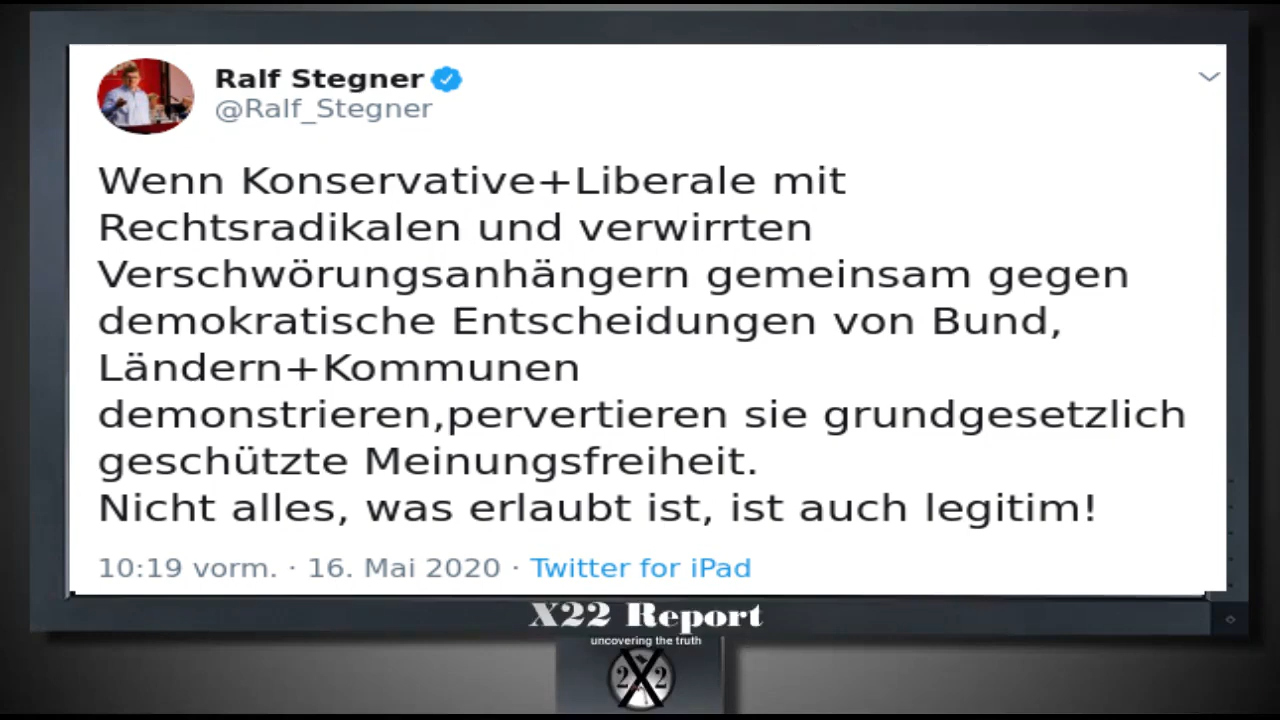 Ralf Stegner
@Ralf_Stegner
Wenn Konservative+Liberale mit
Rechtsradikalen und verwirrten
Verschwörungsanhängern gemeinsam gegen
demokratische Entscheidungen von Bund,
Ländern+Kommunen
demonstrieren,pervertieren sie grundgesetzlich
geschützte Meinungsfreiheit.
Nicht alles, was erlaubt ist, ist auch legitim!
10:19 vorm. · 16. Mai 2020 · Twitter for iPad
X22 Report
uncovering the truth
2X2